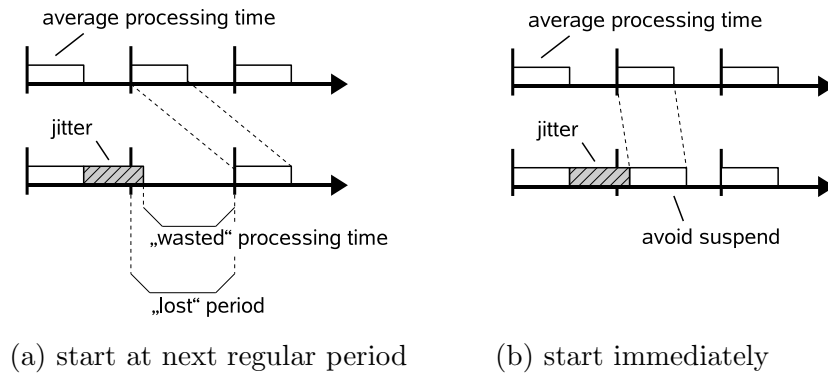 average processing time
jitter
„wasted“ processing time
„lost“ period
(a) start at next regular period
average processing time
jitter
avoid suspend
(b) start immediately